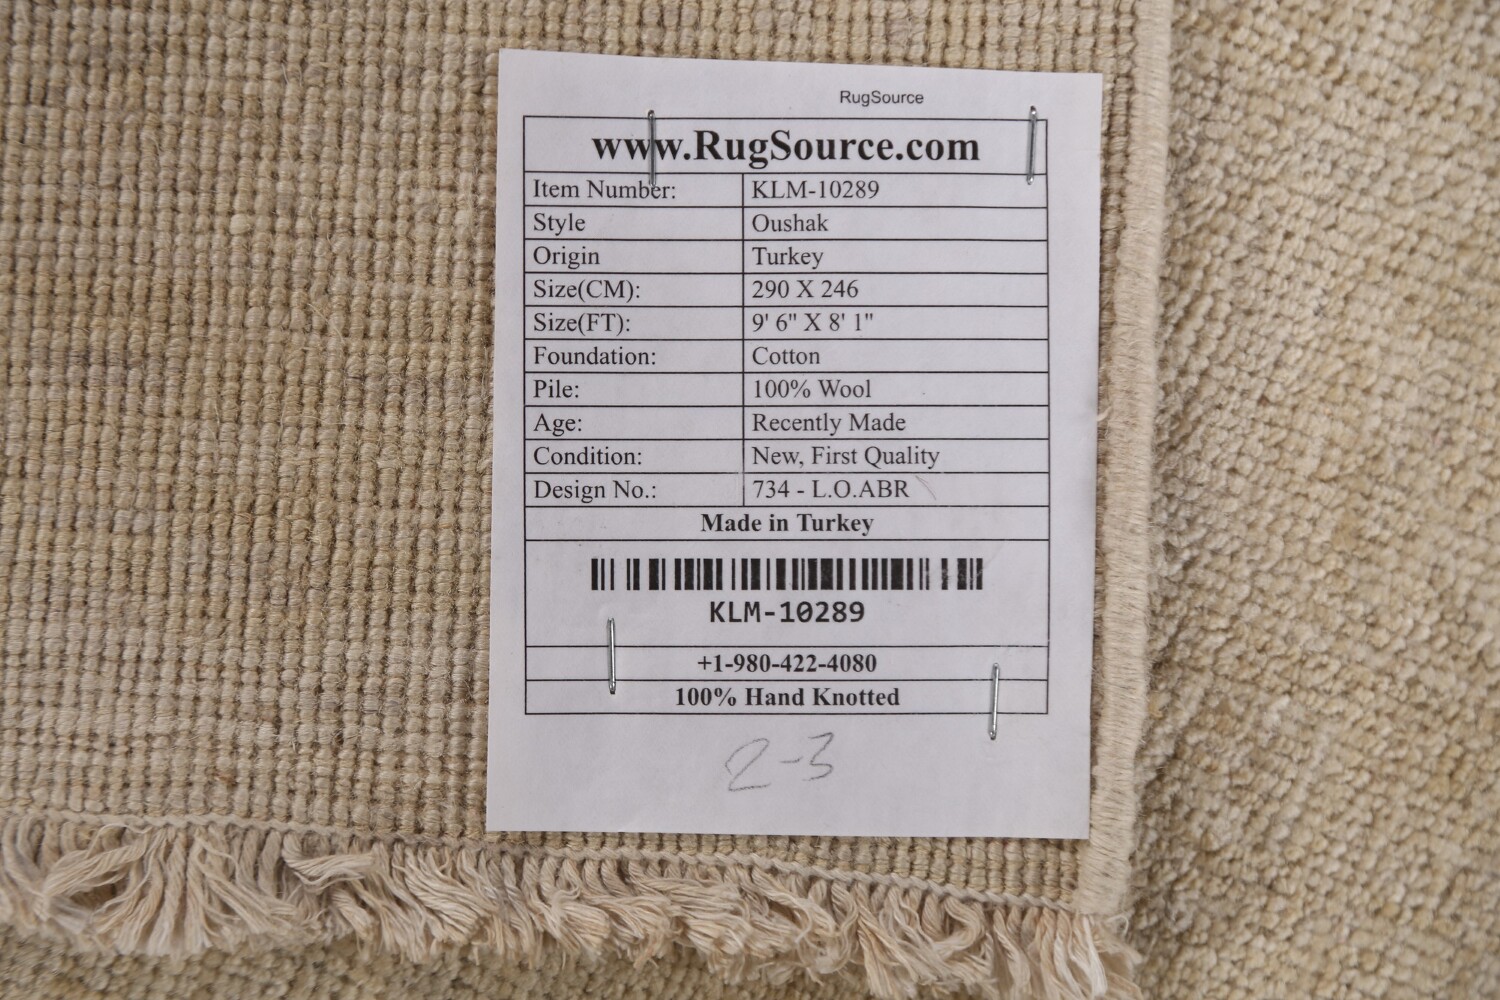 RugSource
www.RugSource.com
Item Number: KLM-10289
Style Oushak
Origin Turkey
Size(CM): 290 X 246
Size(FT): 9' 6" X 8' 1"
Foundation: Cotton
Pile: 100% Wool
Age: Recently Made
Condition: New, First Quality
Design No.: 734 - L.O.ABR
Made in Turkey
KLM-10289
+1-980-422-4080
100% Hand Knotted
2-3